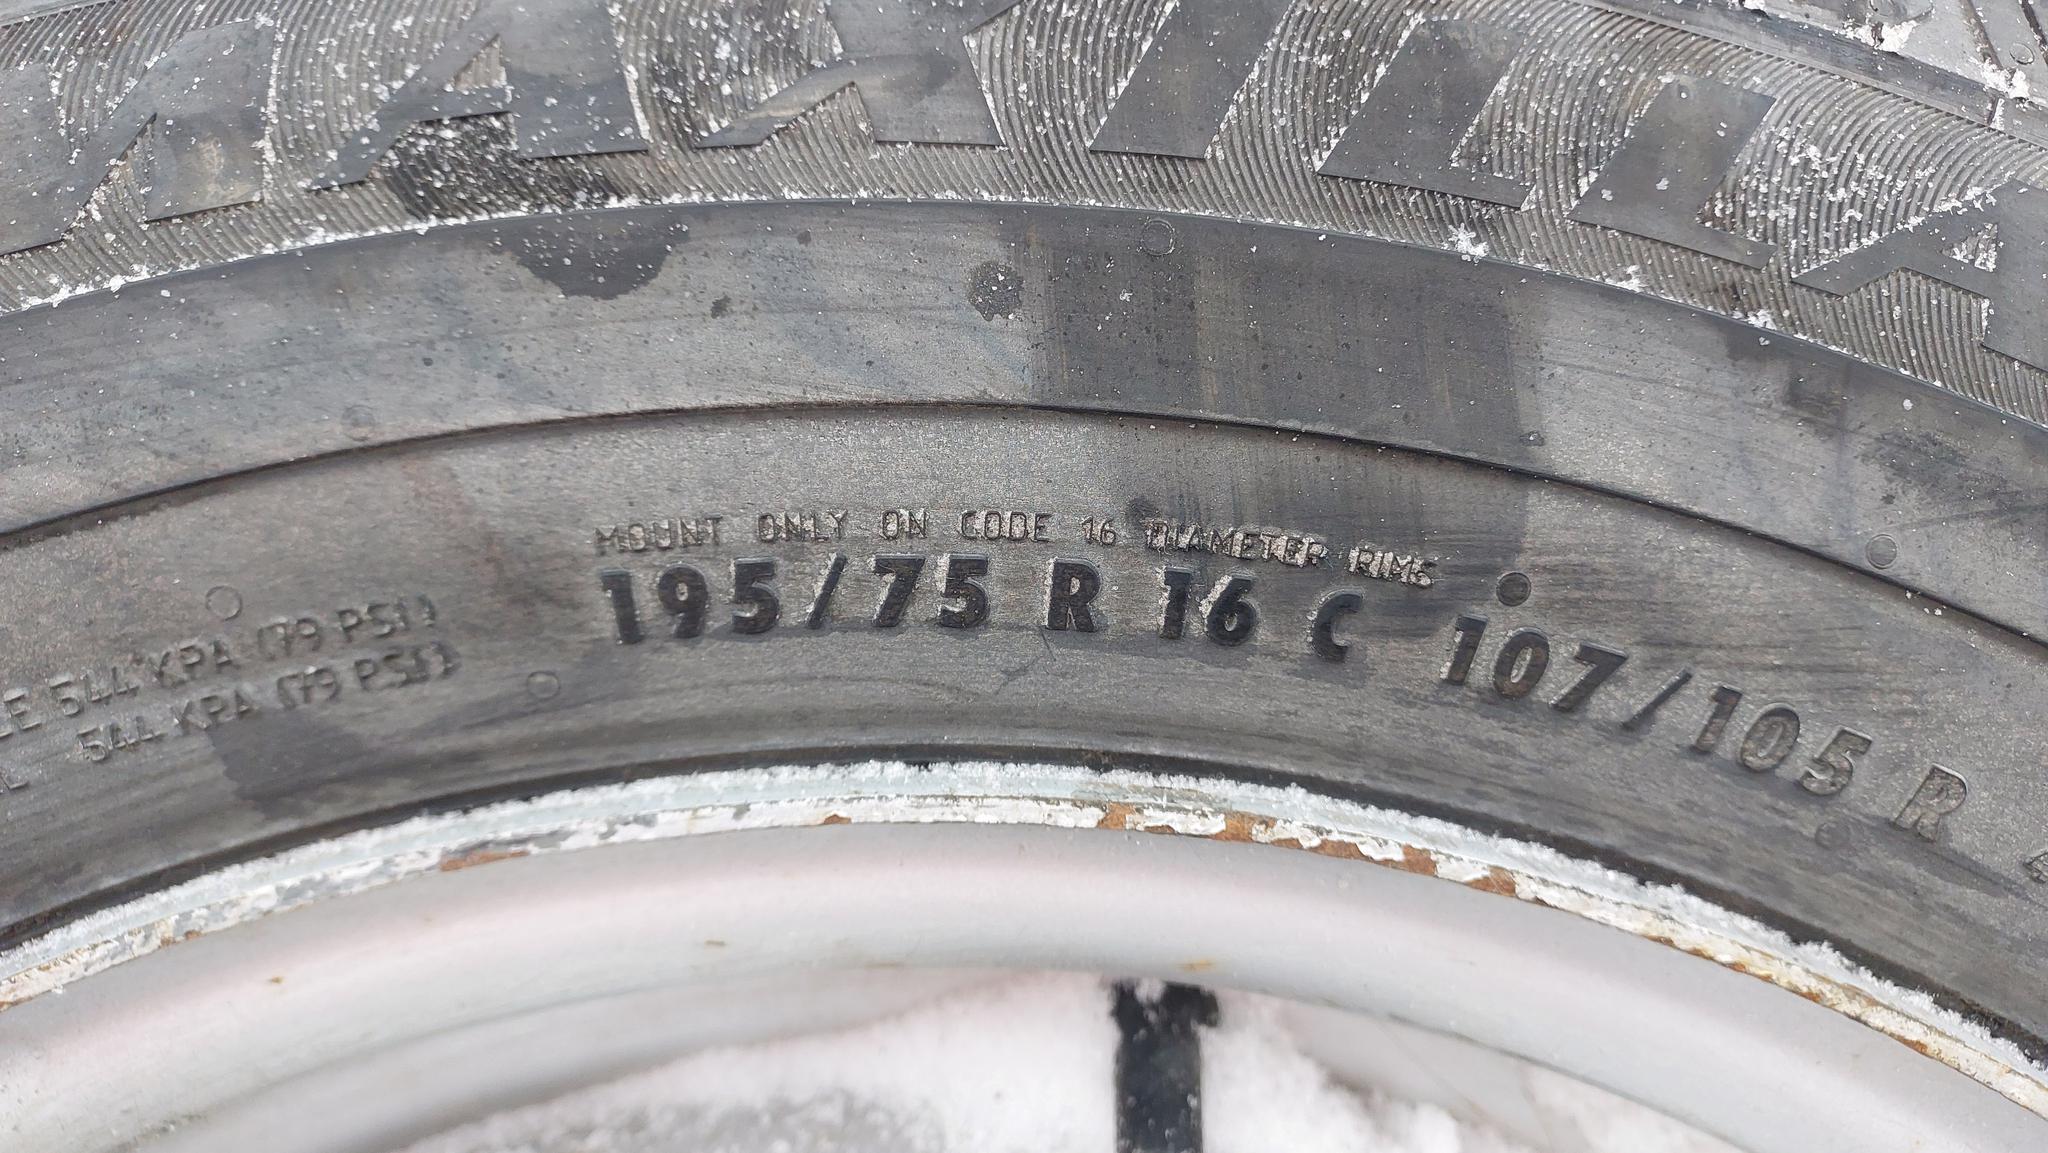 MOUNT ONLY ON CODE 16 DIAMETER RIMS
195/75 R 16 C 107/105 R
544 KPA (79 PSI)
544 KPA (79 PSI)